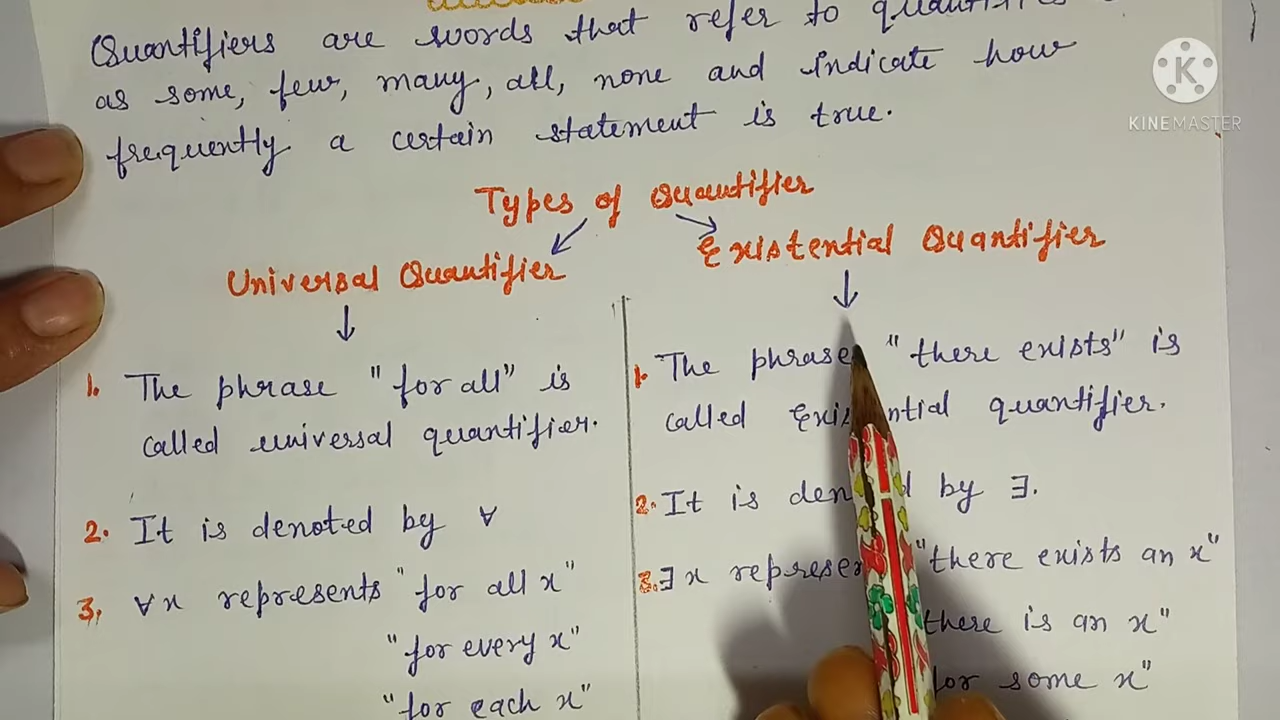 Quantifiers are words that refer to quantities
as some, few, many, all, none and indicate how
frequently a certain statement is true.
K
KINEMASTER
Types of Quantifier
Universal Quantifier
Existential Quantifier
1. The phrase "for all" is
called universal quantifier.
2. It is denoted by ∀
3. ∀x represents "for all x"
"for every x"
"for each x"
1. The phrase "there exists" is
called Existential quantifier.
2. It is denoted by ∃.
3. ∃x represents "there exists an x"
there is an x"
for some x"